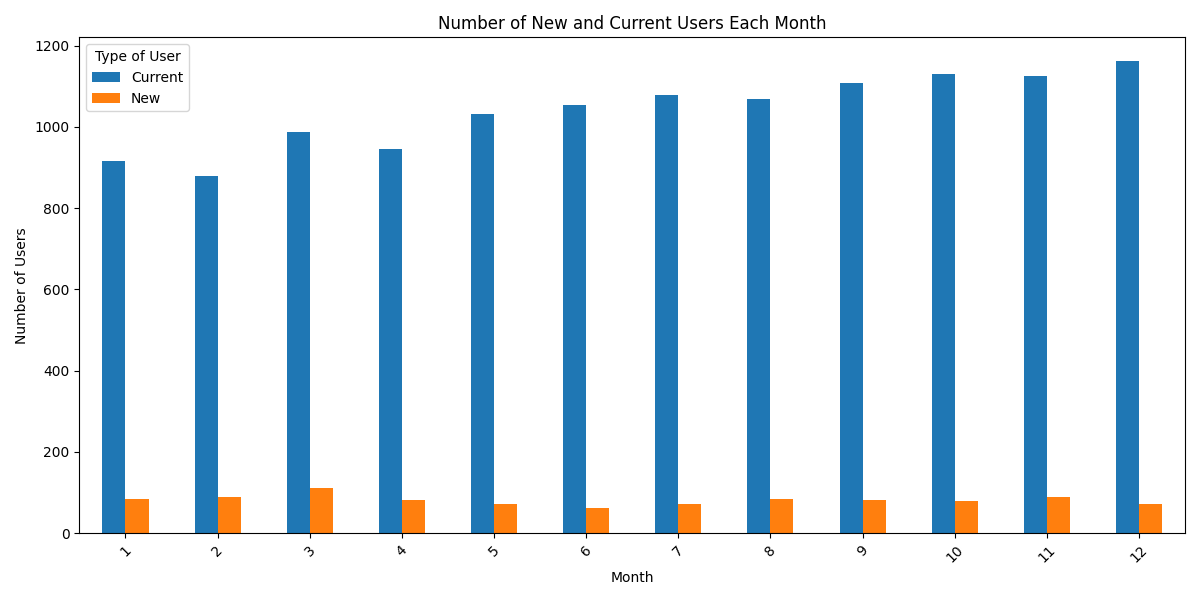 Number of New and Current Users Each Month
Type of User
Current
New
Number of Users
1200
1000
800
600
400
200
0
1 2 3 4 5 6 7 8 9 10 11 12
Month